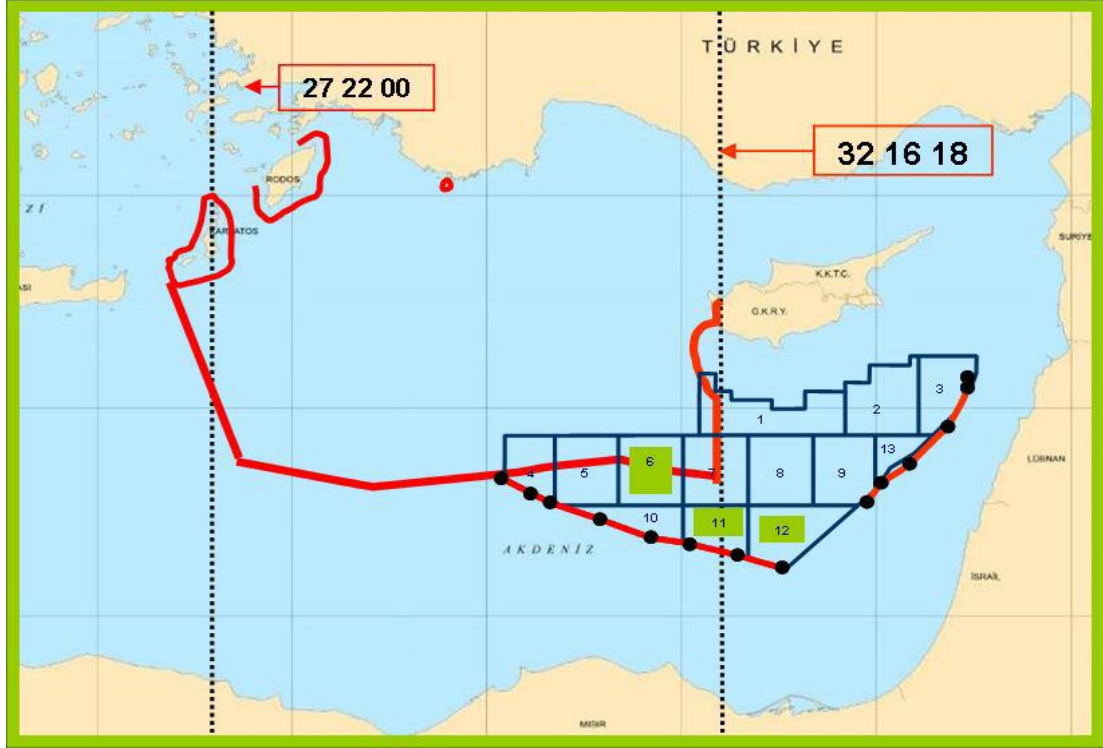 TÜRKİYE
27 22 00
32 16 18
RODOS
Z İ
SURİYE
K.K.T.C.
G.K.R.Y.
3
2
1
13
LÜBNAN
4
5
6
7
8
9
10
11
12
AKDENİZ
İSRAİL
MISIR